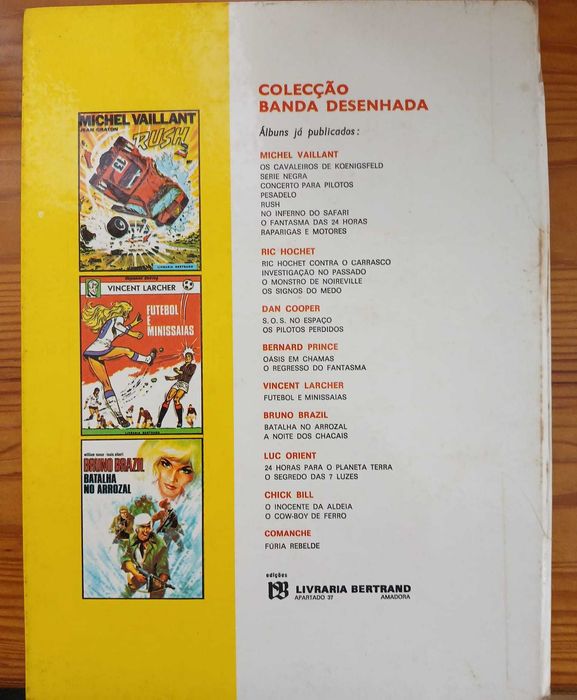 COLECÇÃO
BANDA DESENHADA
Álbuns já publicados:
MICHEL VAILLANT
OS CAVALEIROS DE KOENIGSFELD
SERIE NEGRA
CONCERTO PARA PILOTOS
PESADELO
RUSH
NO INFERNO DO SAFARI
O FANTASMA DAS 24 HORAS
RAPARIGAS E MOTORES
RIC HOCHET
RIC HOCHET CONTRA O CARRASCO
INVESTIGAÇAO NO PASSADO
O MONSTRO DE NOIREVILLE
OS SIGNOS DO MEDO
DAN COOPER
S.O.S. NO ESPAÇO
OS PILOTOS PERDIDOS
BERNARD PRINCE
OASIS EM CHAMAS
O REGRESSO DO FANTASMA
VINCENT LARCHER
FUTEBOL E MINISSAIAS
BRUNO BRAZIL
BATALHA NO ARROZAL
A NOITE DOS CHACAIS
LUC ORIENT
24 HORAS PARA O PLANETA TERRA
O SEGREDO DAS 7 LUZES
CHICK BILL
O INOCENTE DA ALDEIA
O COW-BOY DE FERRO
COMANCHE
FÚRIA REBELDE
edições
LIVRARIA BERTRAND
APARTADO 37 AMADORA
MICHEL VAILLANT
JEAN GRATON
RUSH
LIVRARIA BERTRAND
VINCENT LARCHER
FUTEBOL
E
MINISSAIAS
LIVRARIA BERTRAND
BRUNO BRAZIL
BATALHA
NO ARROZAL